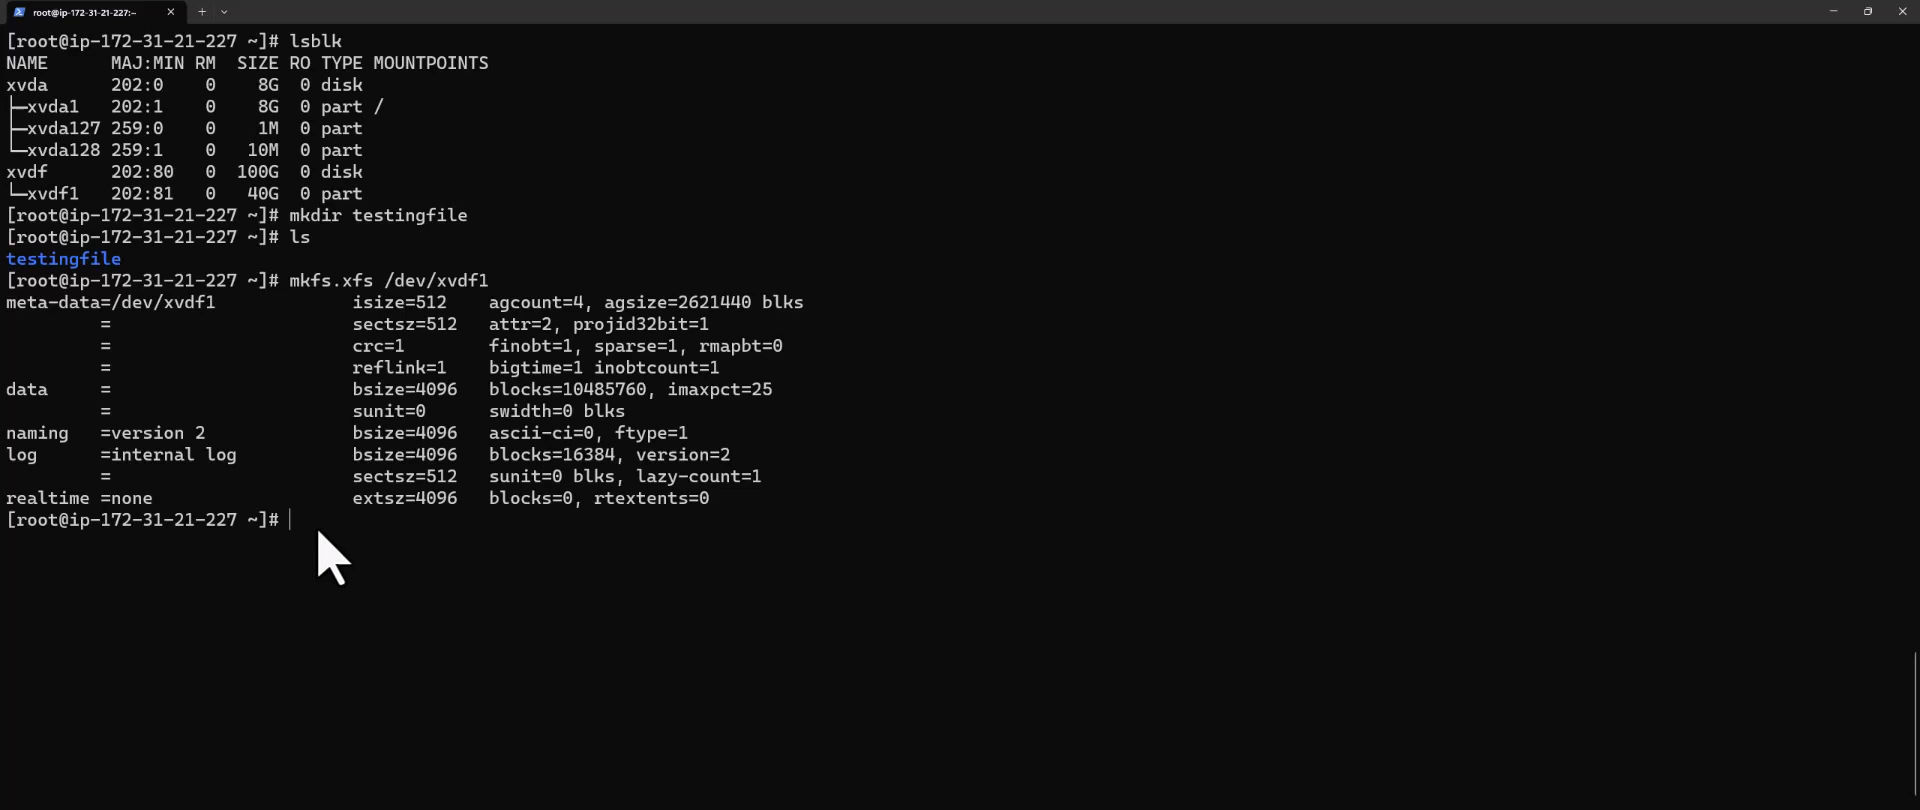 root@ip-172-31-21-227:~
[root@ip-172-31-21-227 ~]# lsblk
NAME      MAJ:MIN RM  SIZE RO TYPE MOUNTPOINTS
xvda      202:0    0    8G  0 disk
├─xvda1   202:1    0    8G  0 part /
├─xvda127 259:0    0    1M  0 part
└─xvda128 259:1    0   10M  0 part
xvdf      202:80   0  100G  0 disk
└─xvdf1   202:81   0   40G  0 part
[root@ip-172-31-21-227 ~]# mkdir testingfile
[root@ip-172-31-21-227 ~]# ls
testingfile
[root@ip-172-31-21-227 ~]# mkfs.xfs /dev/xvdf1
meta-data=/dev/xvdf1             isize=512    agcount=4, agsize=2621440 blks
         =                       sectsz=512   attr=2, projid32bit=1
         =                       crc=1        finobt=1, sparse=1, rmapbt=0
         =                       reflink=1    bigtime=1 inobtcount=1
data     =                       bsize=4096   blocks=10485760, imaxpct=25
         =                       sunit=0      swidth=0 blks
naming   =version 2              bsize=4096   ascii-ci=0, ftype=1
log      =internal log           bsize=4096   blocks=16384, version=2
         =                       sectsz=512   sunit=0 blks, lazy-count=1
realtime =none                   extsz=4096   blocks=0, rtextents=0
[root@ip-172-31-21-227 ~]#